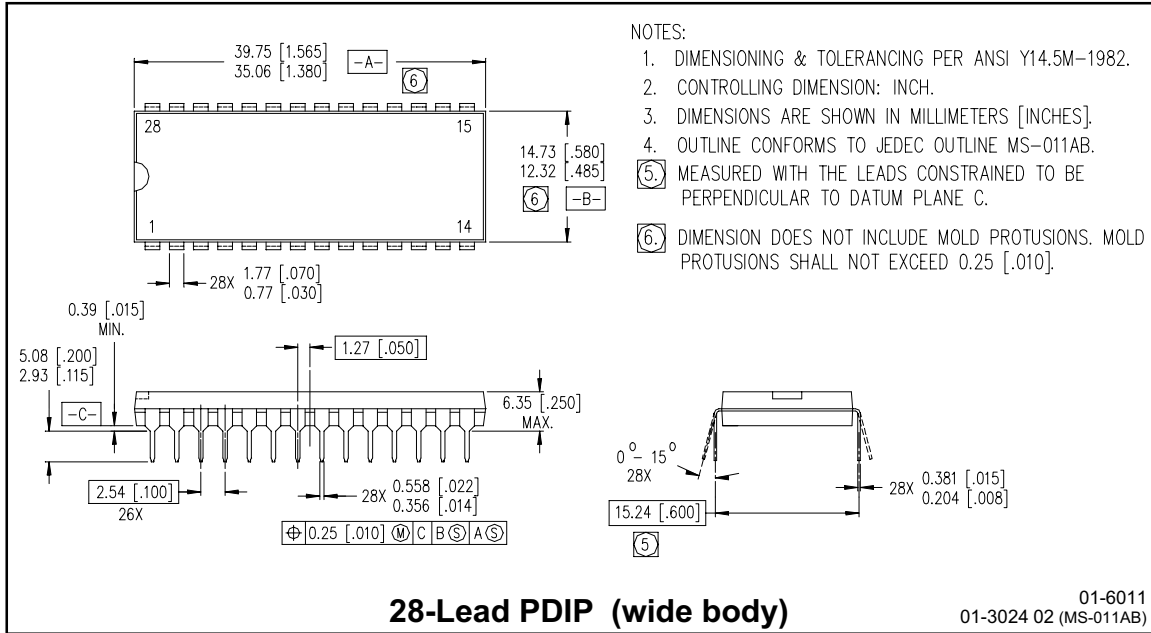 39.75 [1.565]
35.06 [1.380]
-A-
6
28
15
1
14
14.73 [.580]
12.32 [.485]
6
-B-
28X 1.77 [.070]
0.77 [.030]
NOTES:
1. DIMENSIONING & TOLERANCING PER ANSI Y14.5M-1982.
2. CONTROLLING DIMENSION: INCH.
3. DIMENSIONS ARE SHOWN IN MILLIMETERS [INCHES].
4. OUTLINE CONFORMS TO JEDEC OUTLINE MS-011AB.
5. MEASURED WITH THE LEADS CONSTRAINED TO BE
PERPENDICULAR TO DATUM PLANE C.
6. DIMENSION DOES NOT INCLUDE MOLD PROTUSIONS. MOLD
PROTUSIONS SHALL NOT EXCEED 0.25 [.010].
0.39 [.015]
MIN.
5.08 [.200]
2.93 [.115]
-C-
1.27 [.050]
6.35 [.250]
MAX.
2.54 [.100]
26X
28X 0.558 [.022]
0.356 [.014]
⌖ 0.25 [.010] Ⓜ C B Ⓢ A Ⓢ
0° - 15°
28X
15.24 [.600]
5
28X 0.381 [.015]
0.204 [.008]
28-Lead PDIP (wide body)
01-6011
01-3024 02 (MS-011AB)